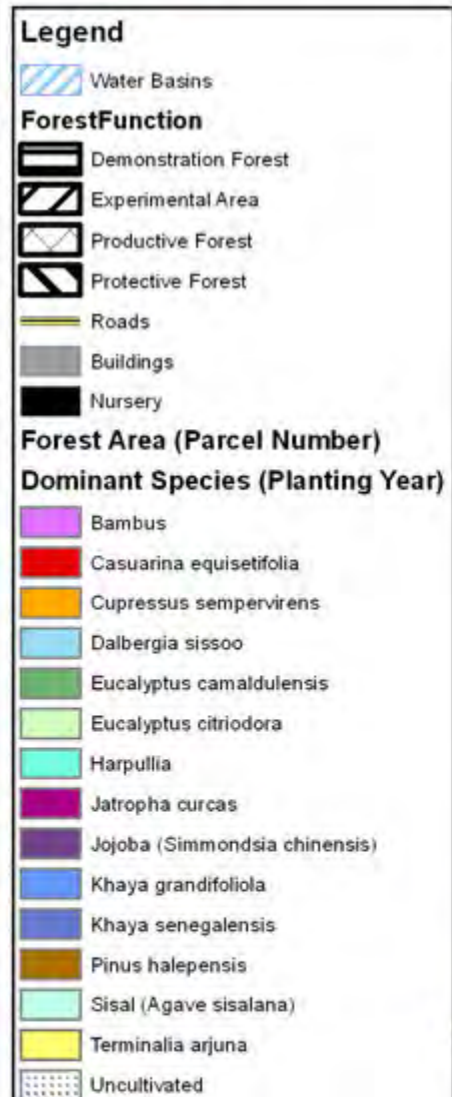 Legend
Water Basins
ForestFunction
Demonstration Forest
Experimental Area
Productive Forest
Protective Forest
Roads
Buildings
Nursery
Forest Area (Parcel Number)
Dominant Species (Planting Year)
Bambus
Casuarina equisetifolia
Cupressus sempervirens
Dalbergia sissoo
Eucalyptus camaldulensis
Eucalyptus citriodora
Harpullia
Jatropha curcas
Jojoba (Simmondsia chinensis)
Khaya grandifoliola
Khaya senegalensis
Pinus halepensis
Sisal (Agave sisalana)
Terminalia arjuna
Uncultivated